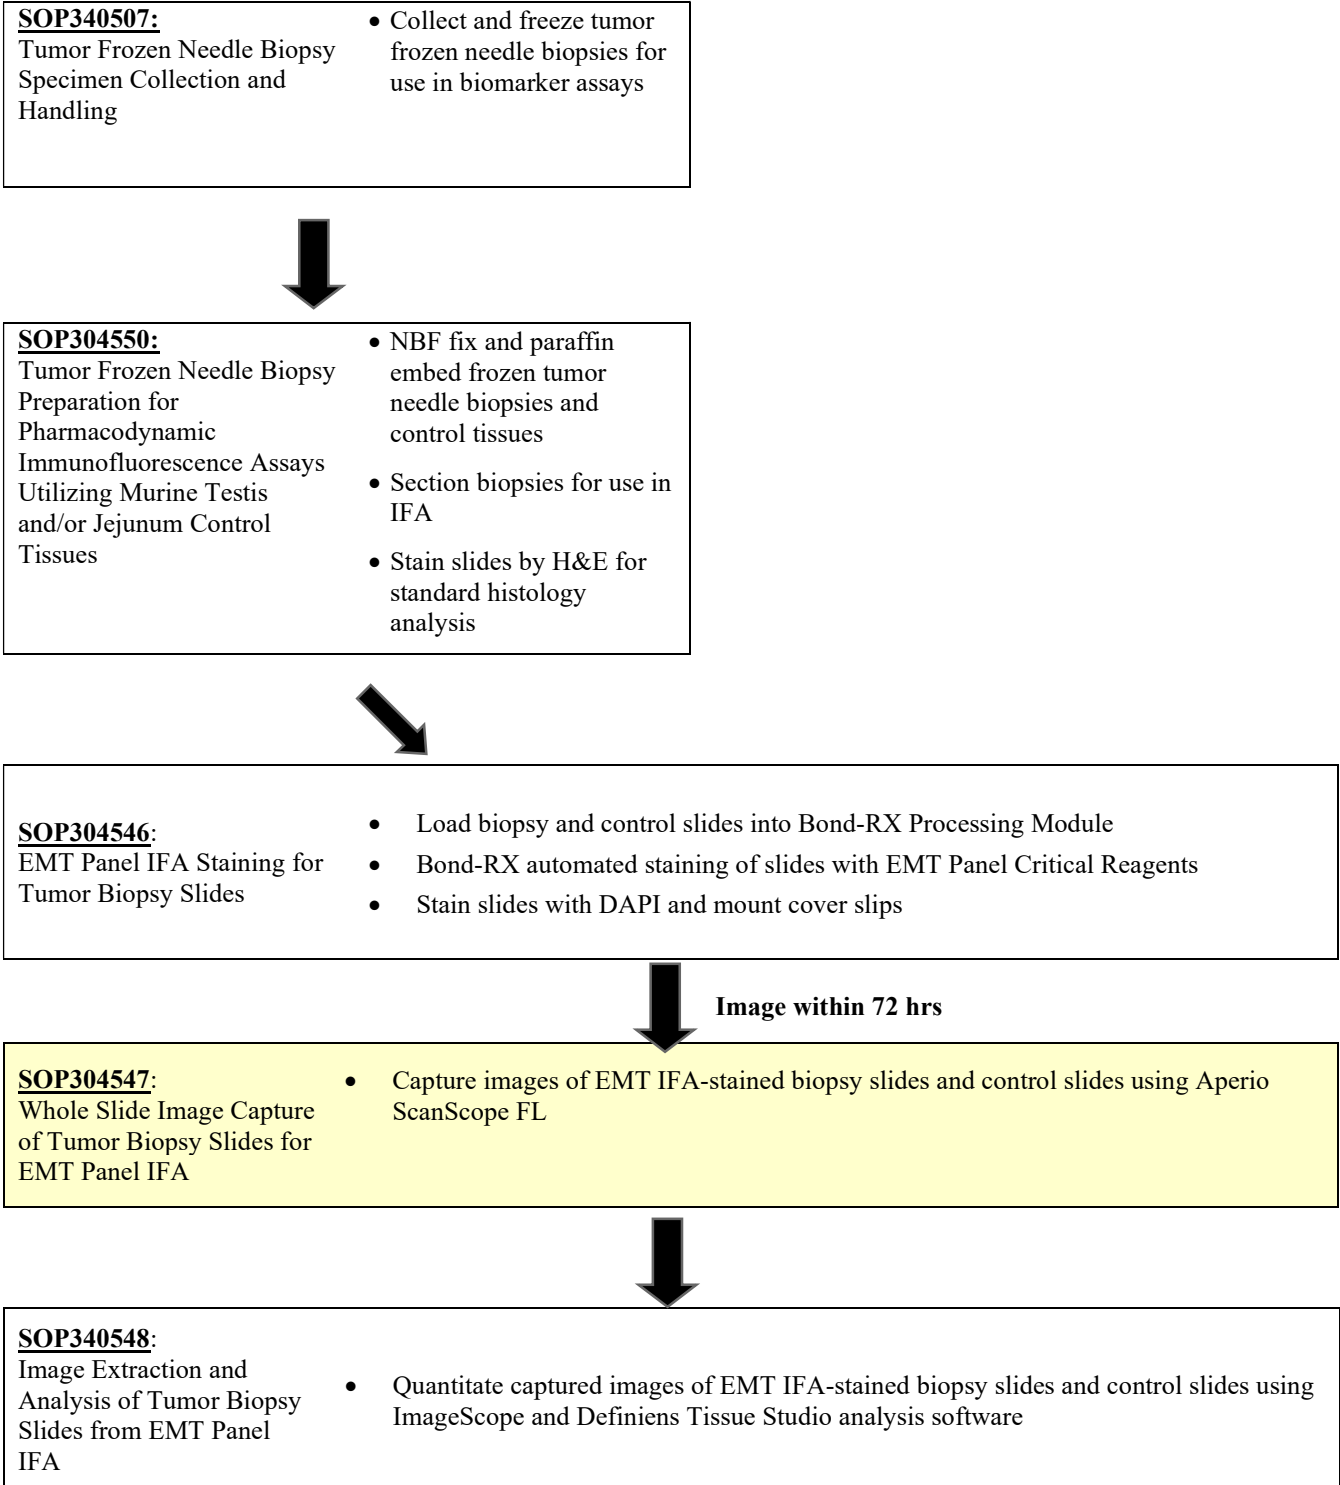 SOP340507:
Tumor Frozen Needle Biopsy
Specimen Collection and
Handling
• Collect and freeze tumor
frozen needle biopsies for
use in biomarker assays
SOP304550:
Tumor Frozen Needle Biopsy
Preparation for
Pharmacodynamic
Immunofluorescence Assays
Utilizing Murine Testis
and/or Jejunum Control
Tissues
• NBF fix and paraffin
embed frozen tumor
needle biopsies and
control tissues
• Section biopsies for use in
IFA
• Stain slides by H&E for
standard histology
analysis
SOP304546:
EMT Panel IFA Staining for
Tumor Biopsy Slides
• Load biopsy and control slides into Bond-RX Processing Module
• Bond-RX automated staining of slides with EMT Panel Critical Reagents
• Stain slides with DAPI and mount cover slips
Image within 72 hrs
SOP304547:
Whole Slide Image Capture
of Tumor Biopsy Slides for
EMT Panel IFA
• Capture images of EMT IFA-stained biopsy slides and control slides using Aperio
ScanScope FL
SOP340548:
Image Extraction and
Analysis of Tumor Biopsy
Slides from EMT Panel
IFA
• Quantitate captured images of EMT IFA-stained biopsy slides and control slides using
ImageScope and Definiens Tissue Studio analysis software